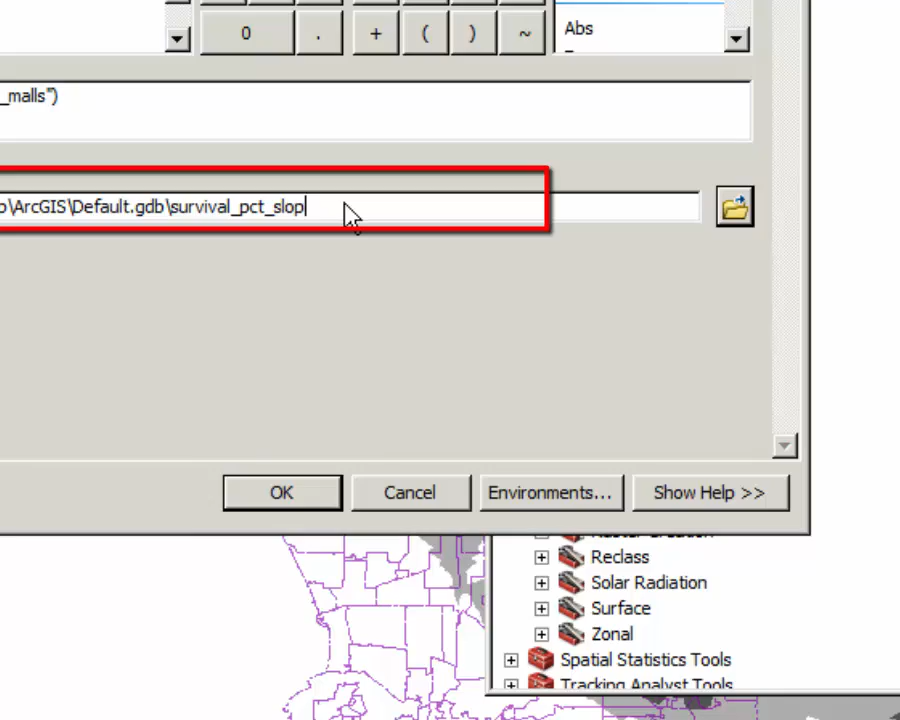 0 . + ( ) ~ Abs
_malls")
\ArcGIS\Default.gdb\survival_pct_slop
OK Cancel Environments... Show Help >>
Reclass
Solar Radiation
Surface
Zonal
Spatial Statistics Tools
Tracking Analyst Tools